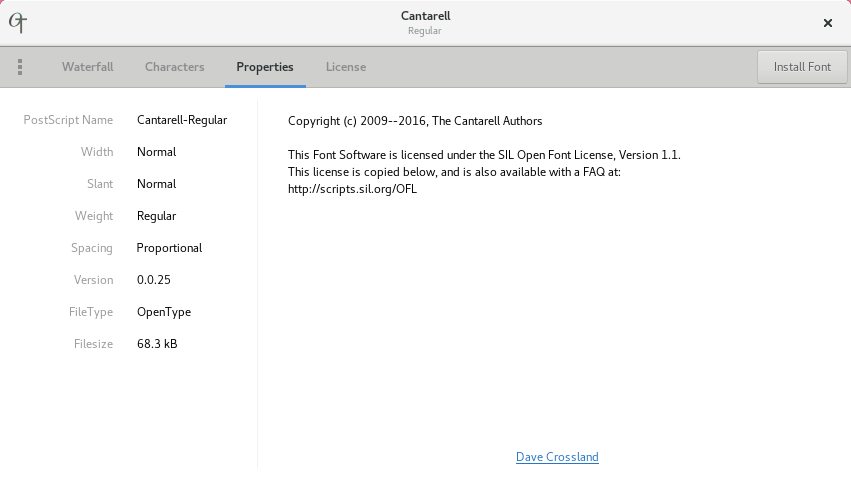 Cantarell
Regular
Waterfall
Characters
Properties
License
Install Font
PostScript Name Cantarell-Regular
Width Normal
Slant Normal
Weight Regular
Spacing Proportional
Version 0.0.25
FileType OpenType
Filesize 68.3 kB
Copyright (c) 2009--2016, The Cantarell Authors
This Font Software is licensed under the SIL Open Font License, Version 1.1.
This license is copied below, and is also available with a FAQ at:
http://scripts.sil.org/OFL
Dave Crossland